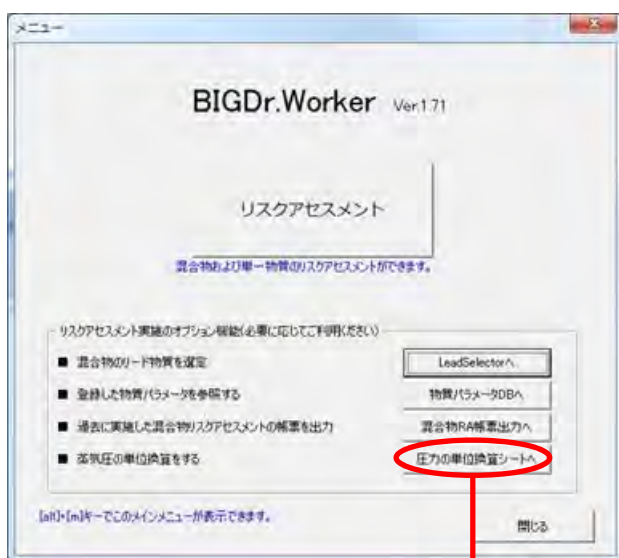 メニュー
BIGDr.Worker Ver.1.71
リスクアセスメント
混合物および単一物質のリスクアセスメントができます。
リスクアセスメント実施のオプション機能(必要に応じてご利用ください)
■ 混合物のリード物質を選定 LeadSelectorへ
■ 登録した物質パラメータを参照する 物質パラメータDBへ
■ 過去に実施した混合物リスクアセスメントの帳票を出力 混合物RA帳票出力へ
■ 蒸気圧の単位換算をする 圧力の単位換算シートへ
[alt]+[m]キーでこのメインメニューが表示できます。
閉じる